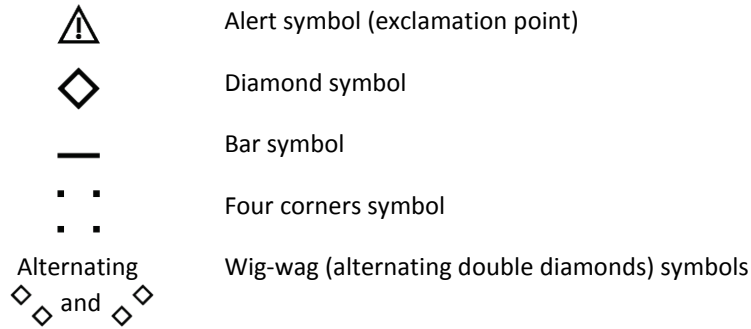 Alert symbol (exclamation point)
Diamond symbol
Bar symbol
Four corners symbol
Alternating Wig-wag (alternating double diamonds) symbols
and